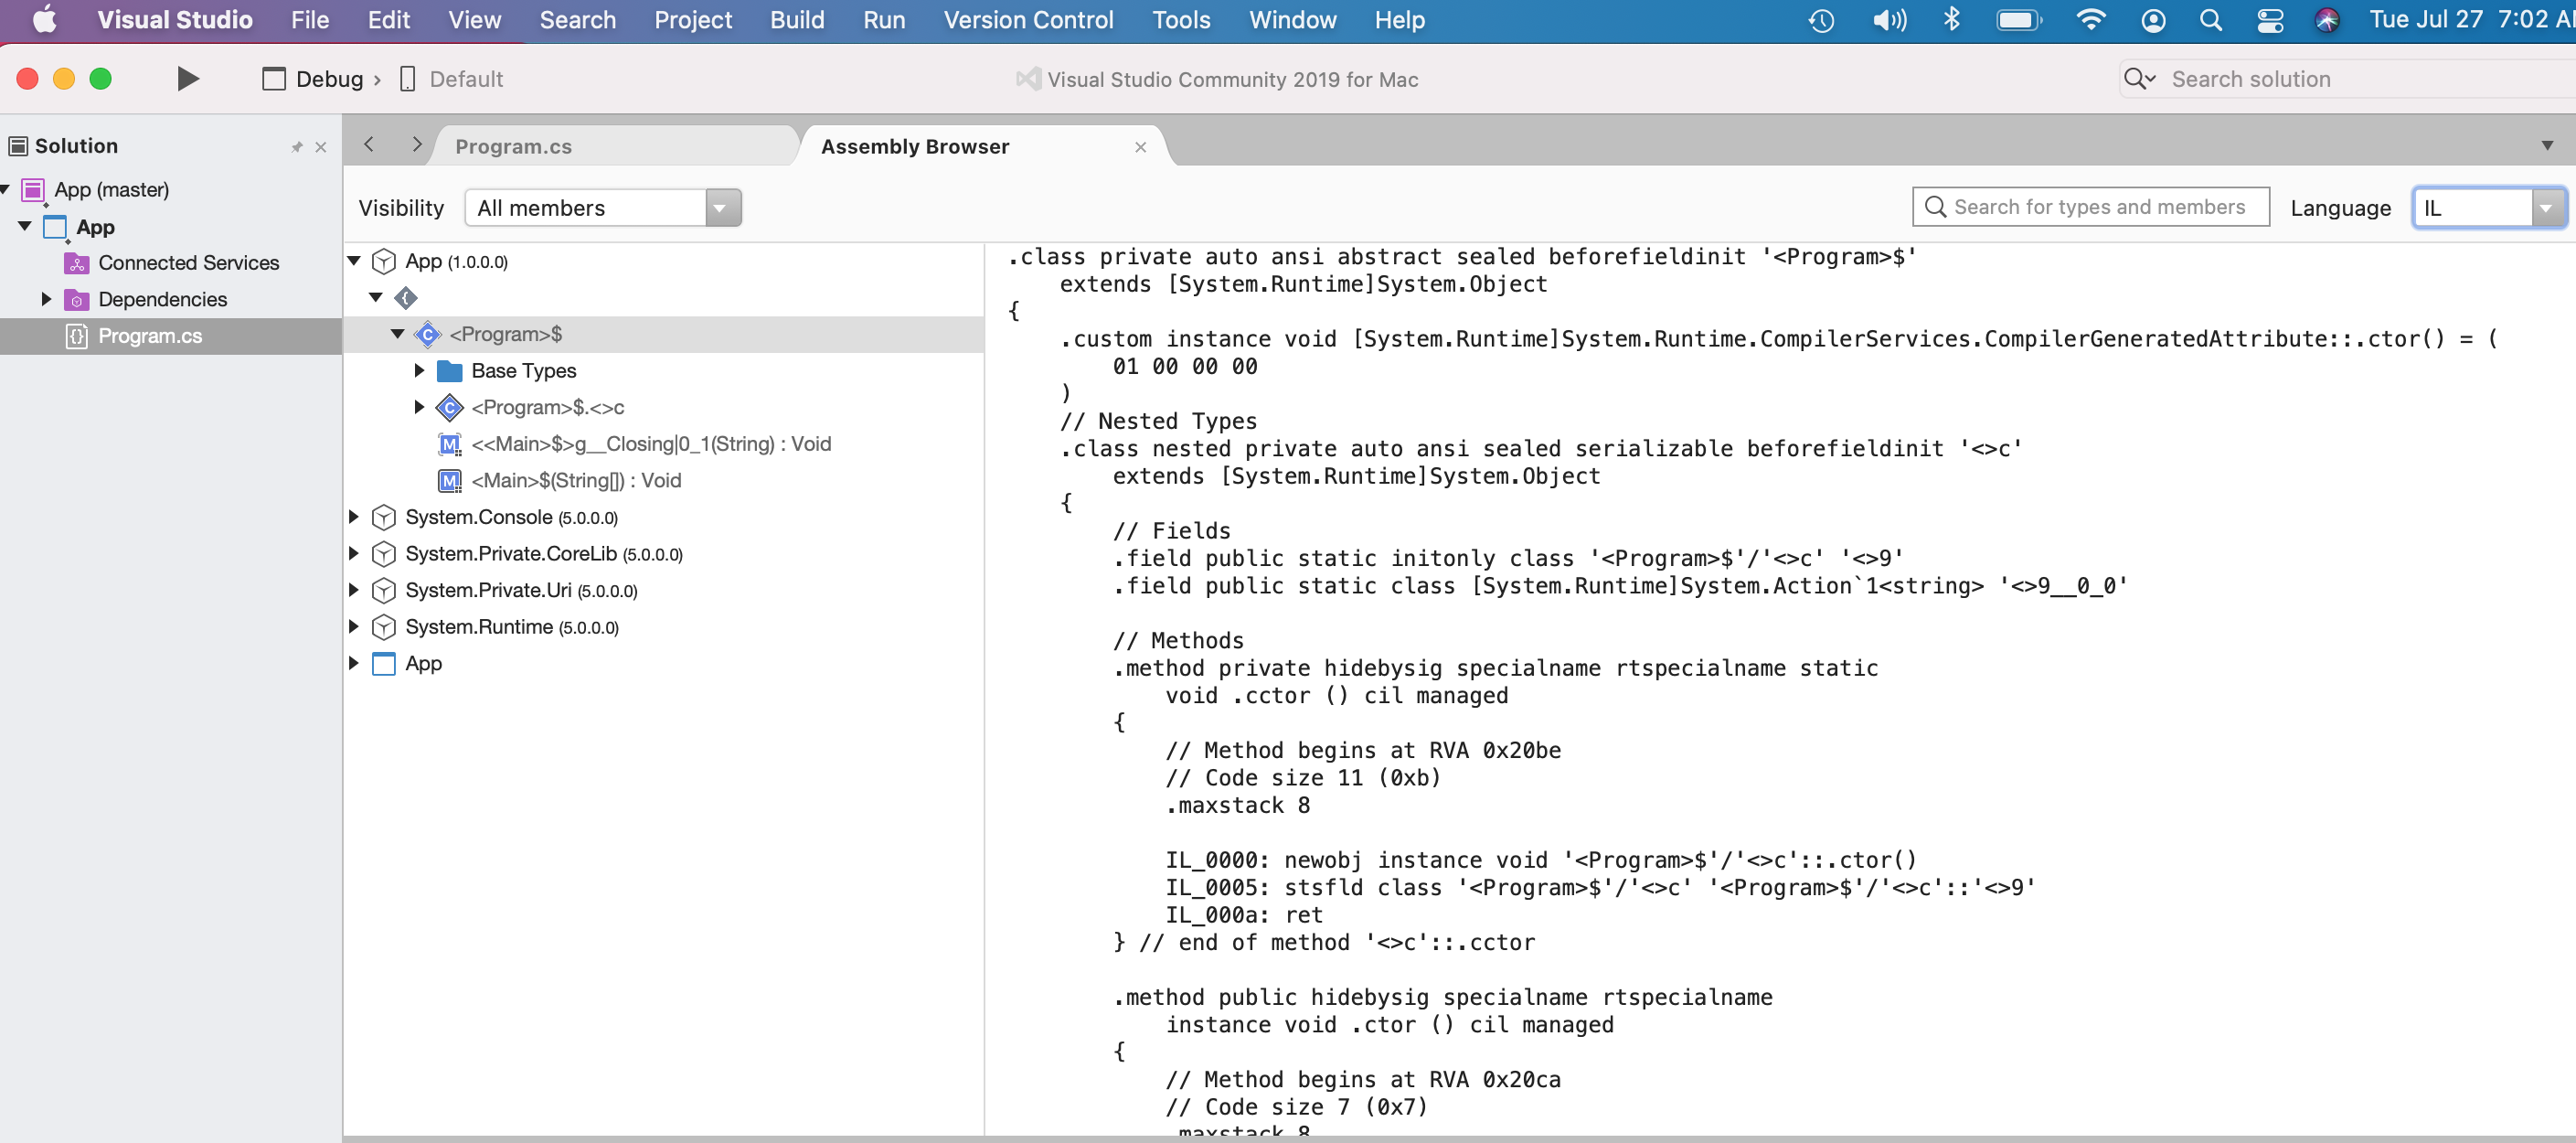 Visual Studio File Edit View Search Project Build Run Version Control Tools Window Help Tue Jul 27 7:02 A
Debug › Default Visual Studio Community 2019 for Mac Search solution
Solution
App (master)
App
Connected Services
Dependencies
{} Program.cs
Program.cs Assembly Browser
Visibility All members Search for types and members Language IL
App (1.0.0.0)
<Program>$
Base Types
<Program>$.<>c
<<Main>$>g__Closing|0_1(String) : Void
<Main>$(String[]) : Void
System.Console (5.0.0.0)
System.Private.CoreLib (5.0.0.0)
System.Private.Uri (5.0.0.0)
System.Runtime (5.0.0.0)
App
.class private auto ansi abstract sealed beforefieldinit '<Program>$'
extends [System.Runtime]System.Object
{
.custom instance void [System.Runtime]System.Runtime.CompilerServices.CompilerGeneratedAttribute::.ctor() = (
01 00 00 00
)
// Nested Types
.class nested private auto ansi sealed serializable beforefieldinit '<>c'
extends [System.Runtime]System.Object
{
// Fields
.field public static initonly class '<Program>$'/'<>c' '<>9'
.field public static class [System.Runtime]System.Action`1<string> '<>9__0_0'
// Methods
.method private hidebysig specialname rtspecialname static
void .cctor () cil managed
{
// Method begins at RVA 0x20be
// Code size 11 (0xb)
.maxstack 8
IL_0000: newobj instance void '<Program>$'/'<>c'::.ctor()
IL_0005: stsfld class '<Program>$'/'<>c' '<Program>$'/'<>c'::'<>9'
IL_000a: ret
} // end of method '<>c'::.cctor
.method public hidebysig specialname rtspecialname
instance void .ctor () cil managed
{
// Method begins at RVA 0x20ca
// Code size 7 (0x7)
.maxstack 8